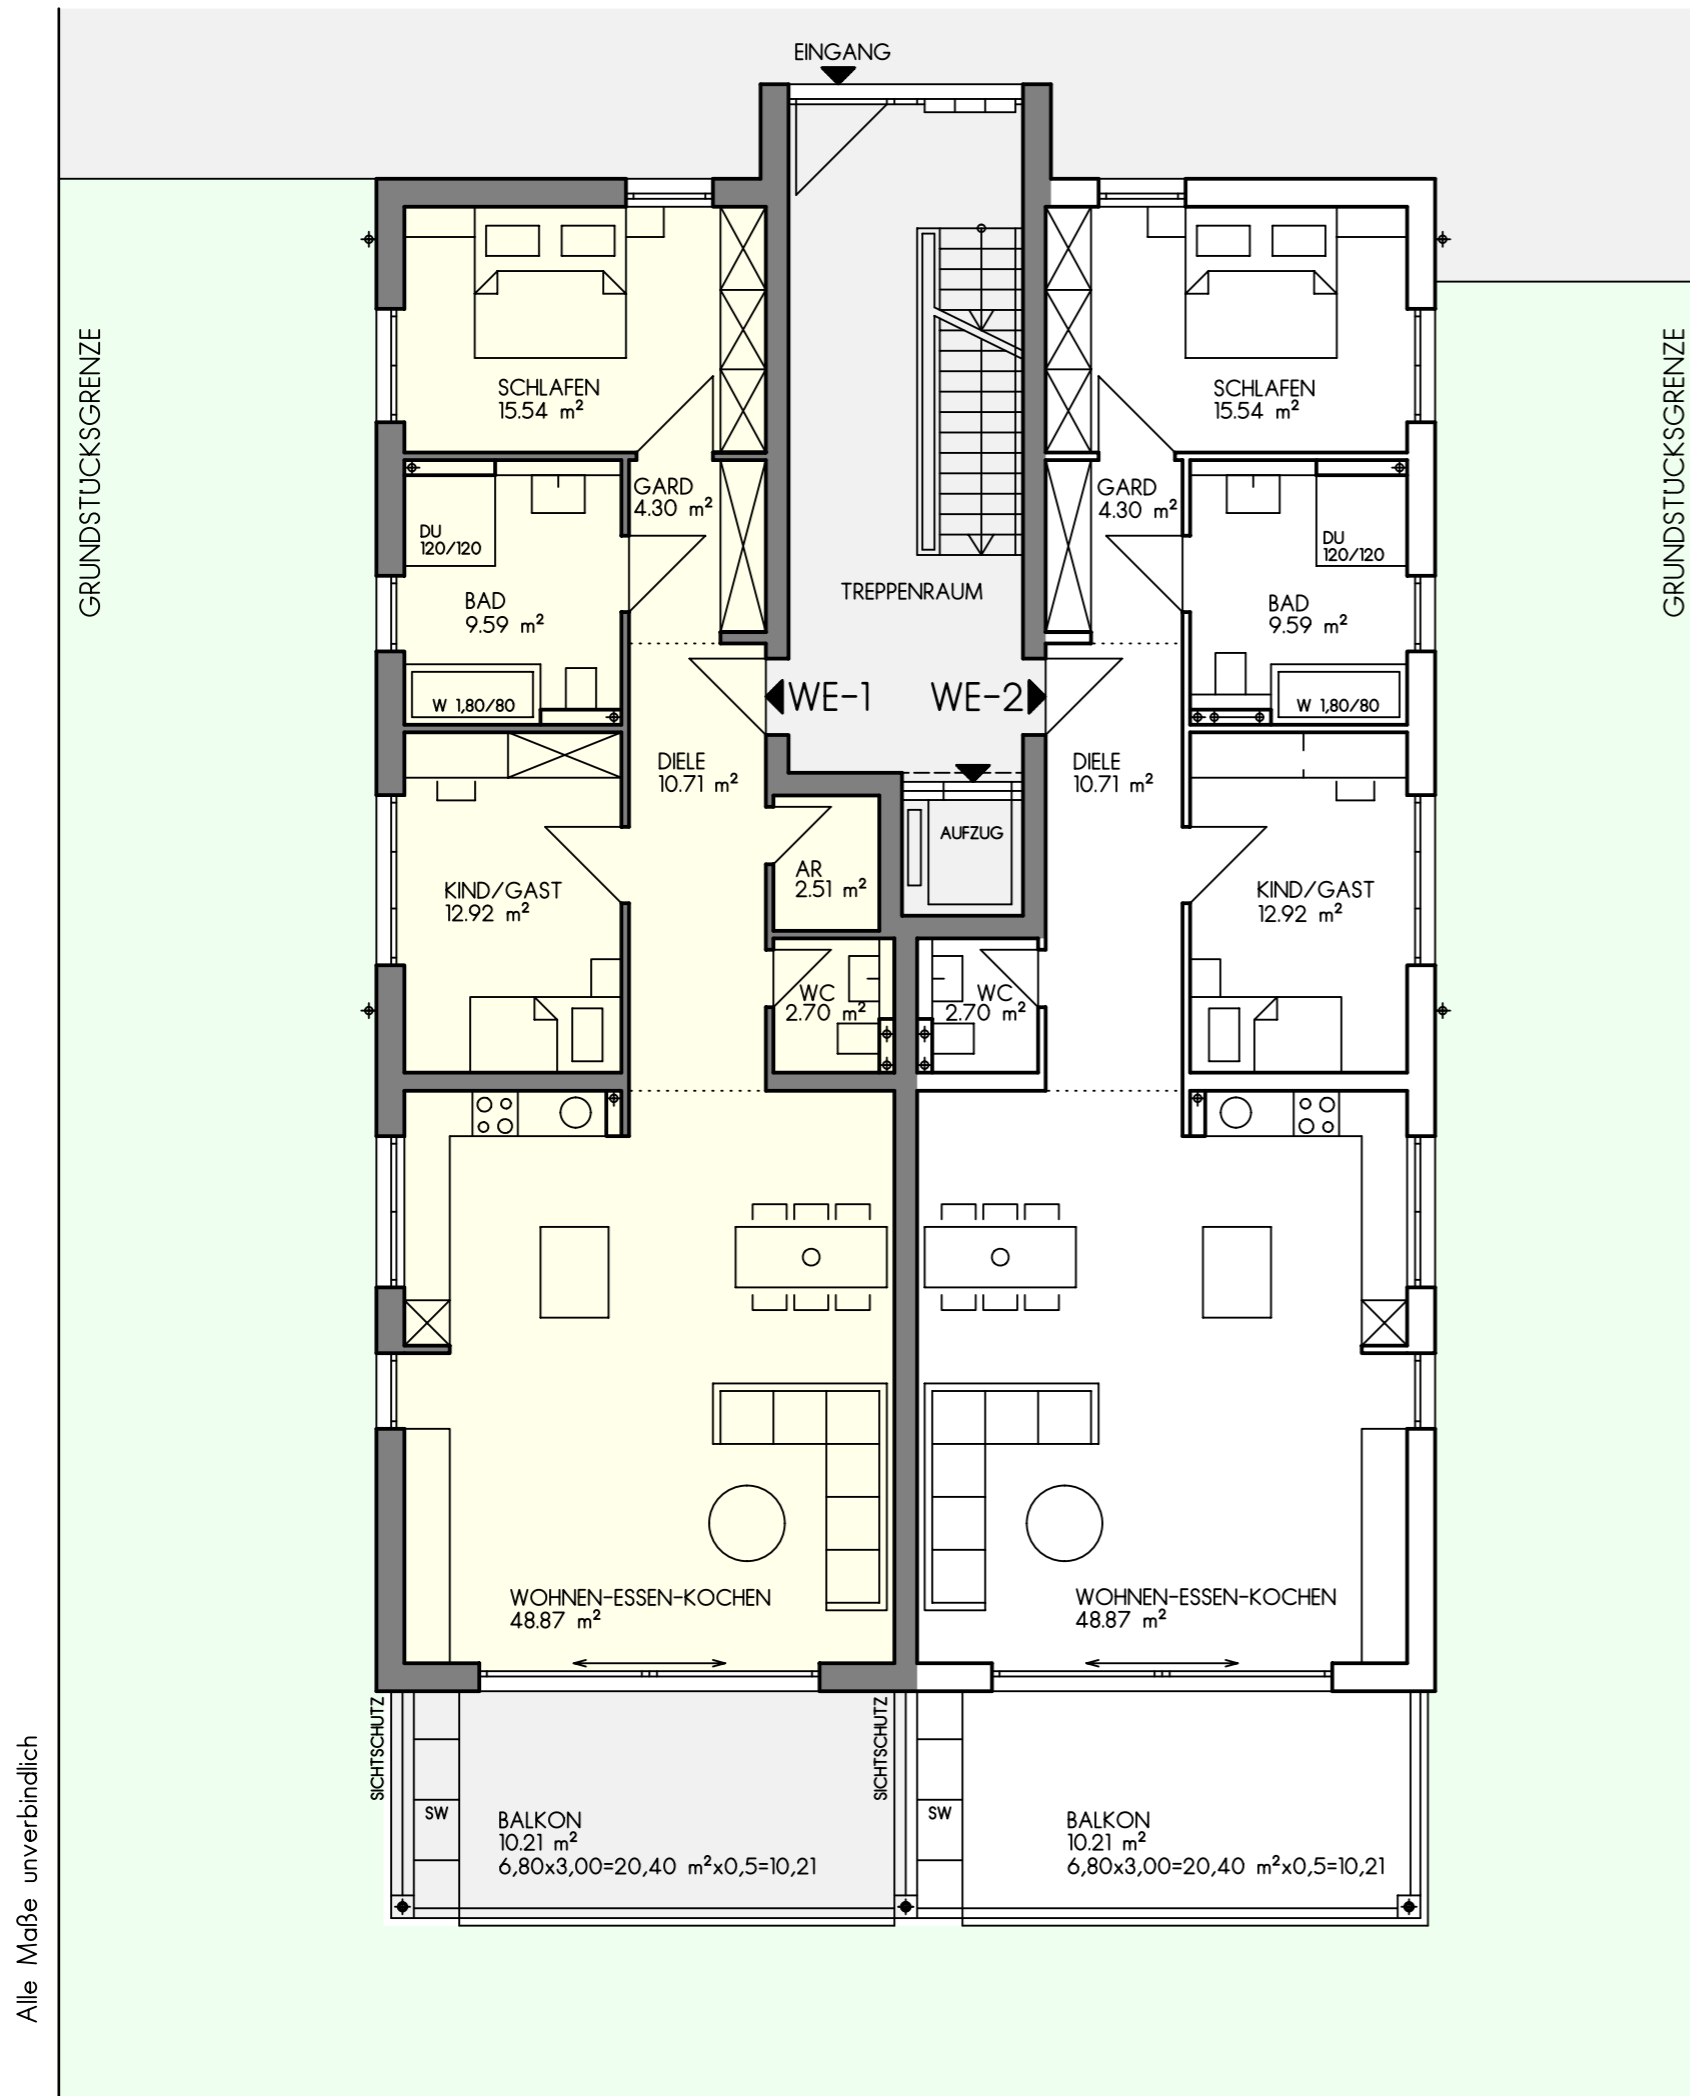 EINGANG
GRUNDSTÜCKSGRENZE
GRUNDSTÜCKSGRENZE
SCHLAFEN
15.54 m²
SCHLAFEN
15.54 m²
GARD
4.30 m²
GARD
4.30 m²
DU
120/120
DU
120/120
TREPPENRAUM
BAD
9.59 m²
BAD
9.59 m²
W 1,80/80
W 1,80/80
WE-1
WE-2
DIELE
10.71 m²
DIELE
10.71 m²
AUFZUG
AR
2.51 m²
KIND/GAST
12.92 m²
KIND/GAST
12.92 m²
WC
2.70 m²
WC
2.70 m²
WOHNEN-ESSEN-KOCHEN
48.87 m²
WOHNEN-ESSEN-KOCHEN
48.87 m²
SICHTSCHUTZ
SICHTSCHUTZ
SW
SW
BALKON
10.21 m²
6,80x3,00=20,40 m²x0,5=10,21
BALKON
10.21 m²
6,80x3,00=20,40 m²x0,5=10,21
Alle Maße unverbindlich